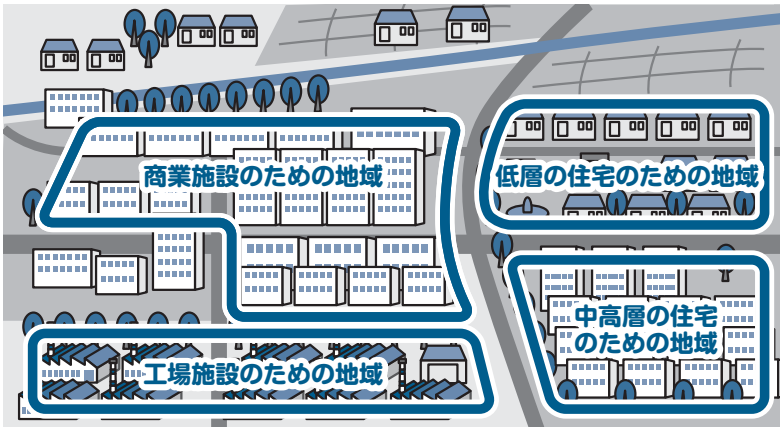 商業施設のための地域
低層の住宅のための地域
中高層の住宅
のための地域
工場施設のための地域